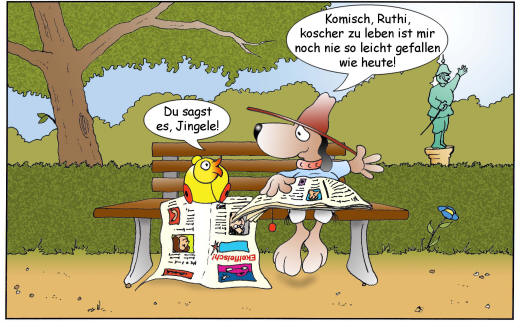 Komisch, Ruthi,
koscher zu leben ist mir
noch nie so leicht gefallen
wie heute!
Du sagst
es, Jingele!
Ekelfleisch!